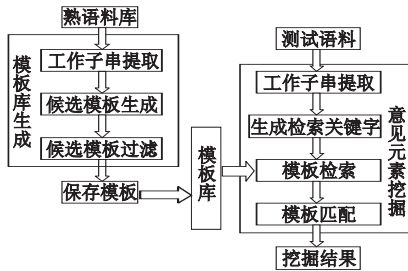 熟语料库
模板库生成
工作子串提取
候选模板生成
候选模板过滤
保存模板
模板库
测试语料
工作子串提取
生成检索关键字
模板检索
模板匹配
意见元素挖掘
挖掘结果